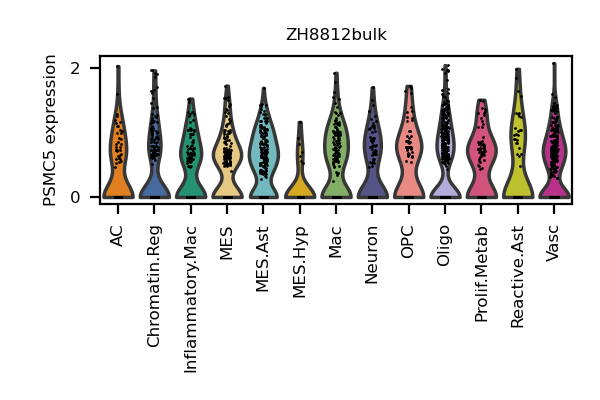 ZH8812bulk
PSMC5 expression
2
0
AC
Chromatin.Reg
Inflammatory.Mac
MES
MES.Ast
MES.Hyp
Mac
Neuron
OPC
Oligo
Prolif.Metab
Reactive.Ast
Vasc